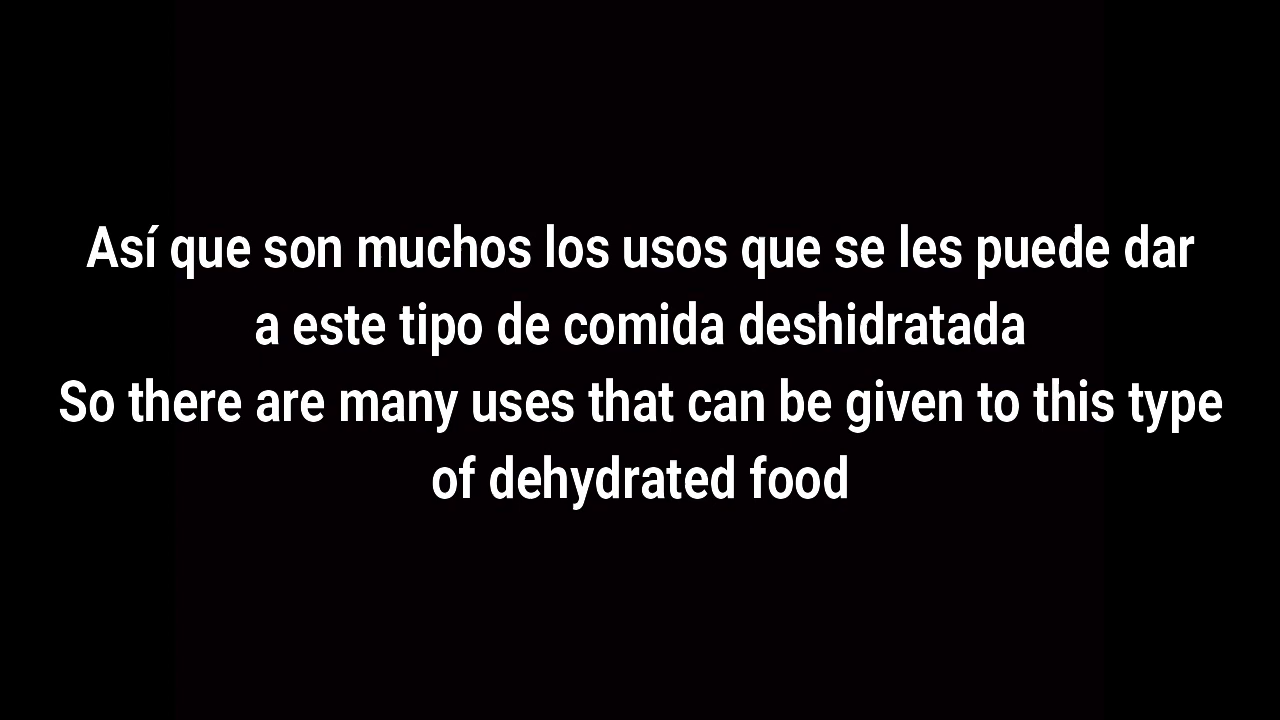 Así que son muchos los usos que se les puede dar
a este tipo de comida deshidratada
So there are many uses that can be given to this type
of dehydrated food